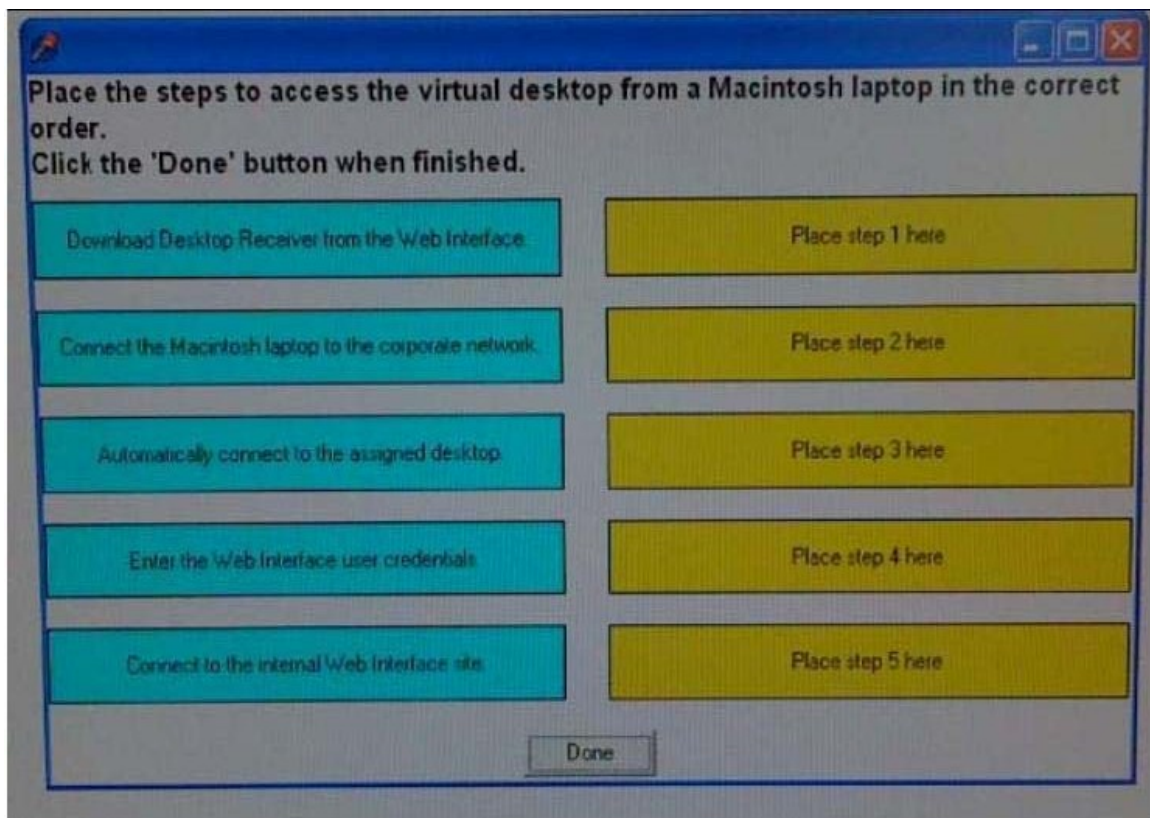 Place the steps to access the virtual desktop from a Macintosh laptop in the correct
order.
Click the 'Done' button when finished.
Download Desktop Receiver from the Web Interface.
Place step 1 here
Connect the Macintosh laptop to the corporate network.
Place step 2 here
Automatically connect to the assigned desktop.
Place step 3 here
Enter the Web Interface user credentials.
Place step 4 here
Connect to the internal Web Interface site.
Place step 5 here
Done